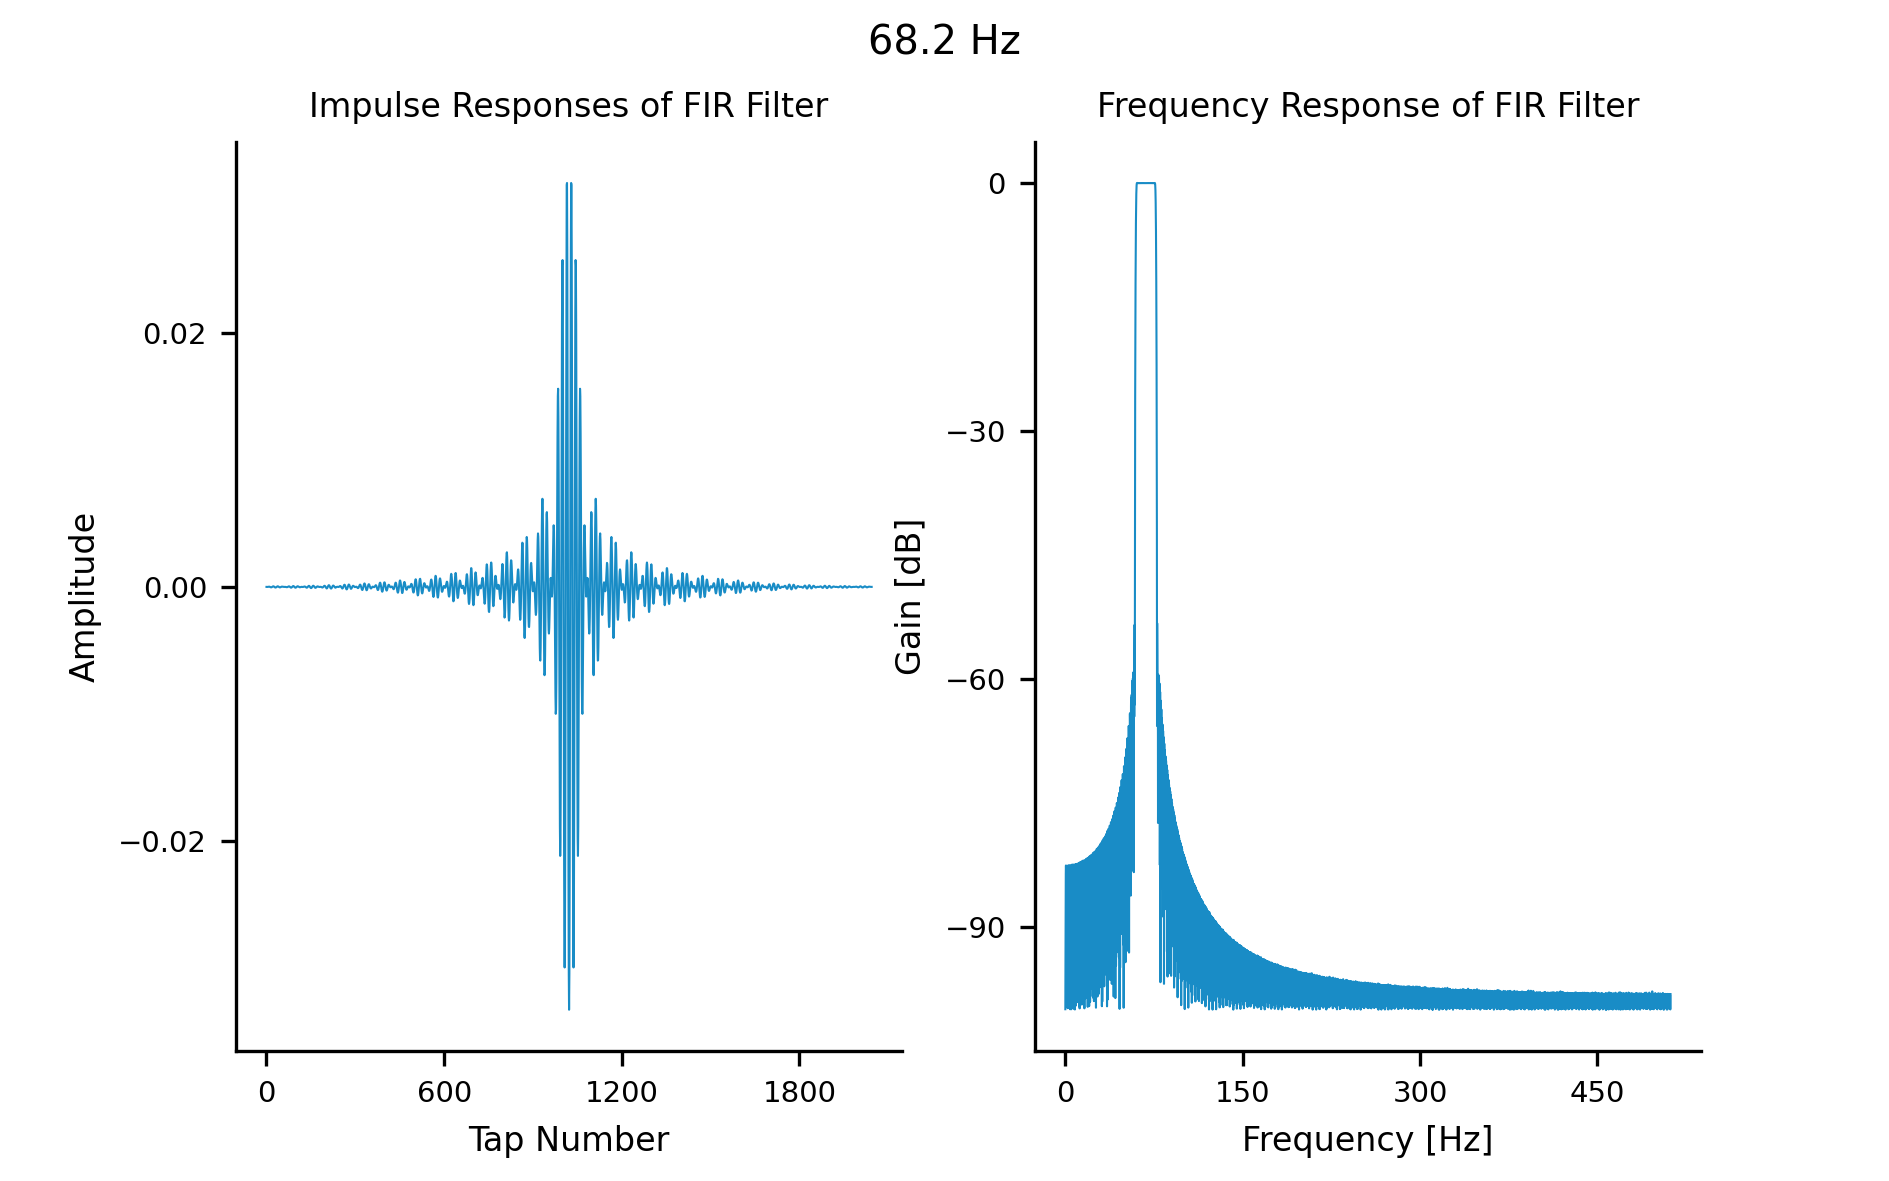 68.2 Hz
Impulse Responses of FIR Filter
Amplitude
0.02
0.00
−0.02
0
600
1200
1800
Tap Number
Frequency Response of FIR Filter
Gain [dB]
0
−30
−60
−90
0
150
300
450
Frequency [Hz]